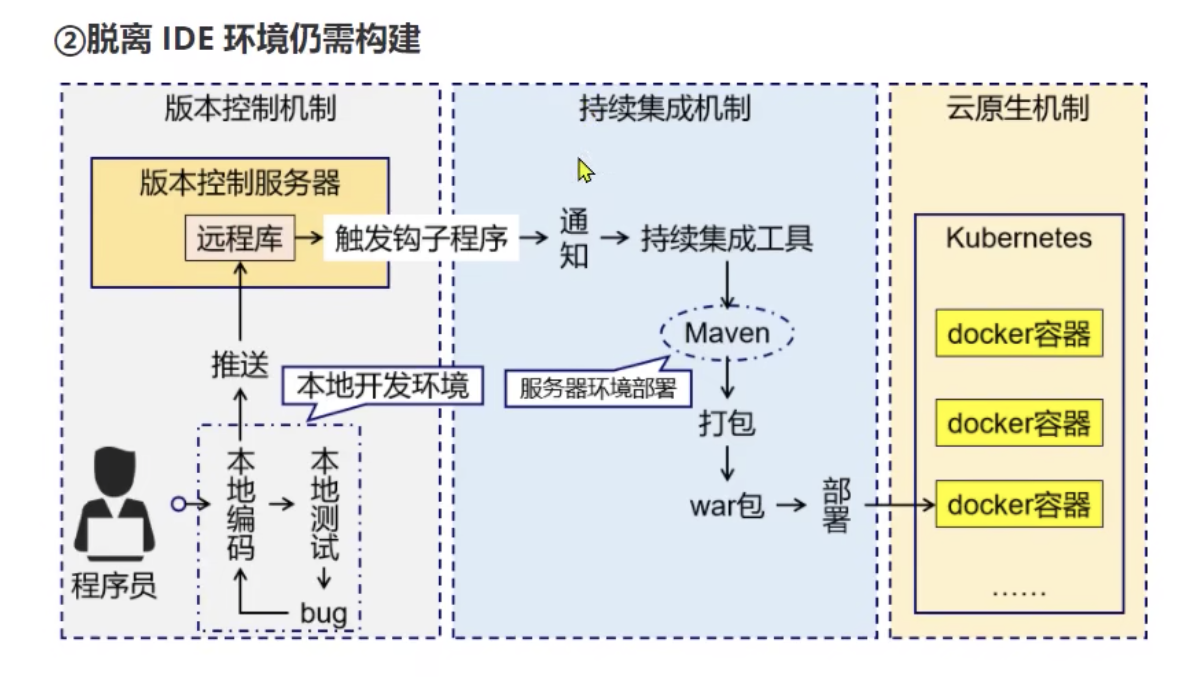 ②脱离 IDE 环境仍需构建
版本控制机制
版本控制服务器
远程库
触发钩子程序
推送
本地开发环境
本地编码
本地测试
bug
程序员
持续集成机制
通知
持续集成工具
Maven
服务器环境部署
打包
war包
部署
云原生机制
Kubernetes
docker容器
docker容器
docker容器
......